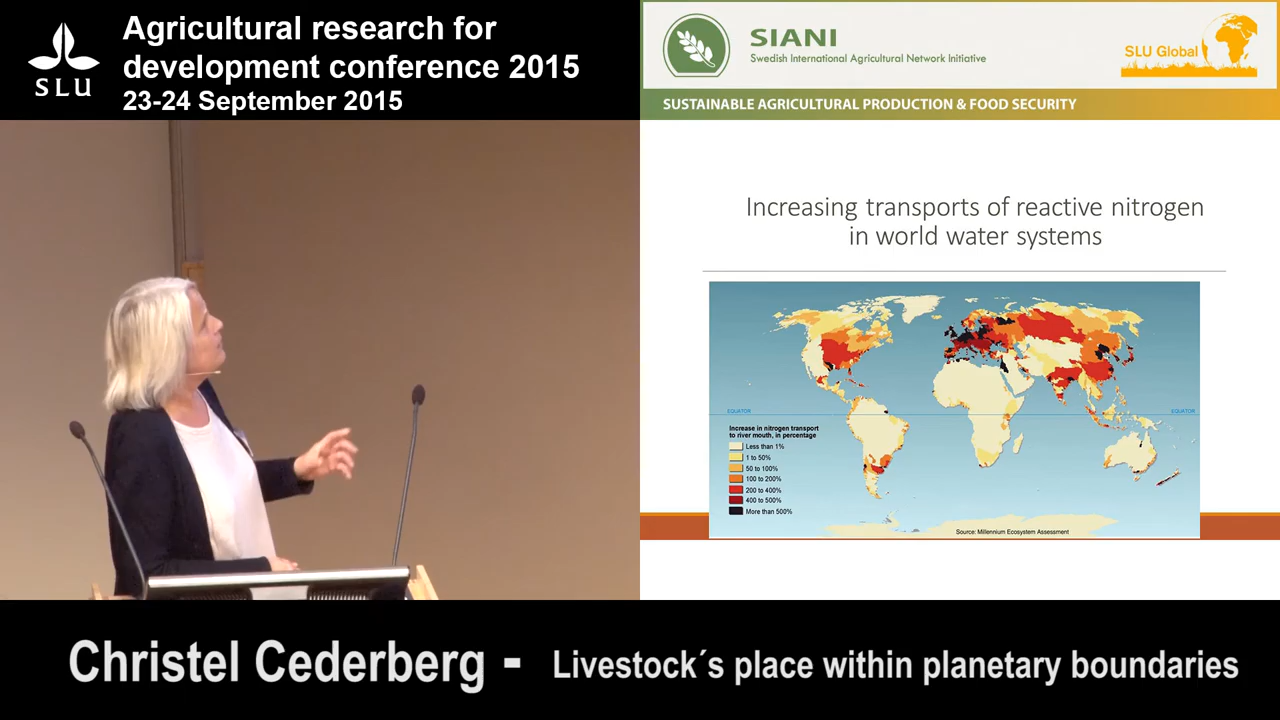 SLU
Agricultural research for
development conference 2015
23-24 September 2015
SIANI
Swedish International Agricultural Network Initiative
SLU Global
SUSTAINABLE AGRICULTURAL PRODUCTION & FOOD SECURITY
Increasing transports of reactive nitrogen
in world water systems
EQUATOR
EQUATOR
Increase in nitrogen transport
to river mouth, in percentage
Less than 1%
1 to 50%
50 to 100%
100 to 200%
200 to 400%
400 to 500%
More than 500%
Source: Millennium Ecosystem Assessment
Christel Cederberg - Livestock´s place within planetary boundaries